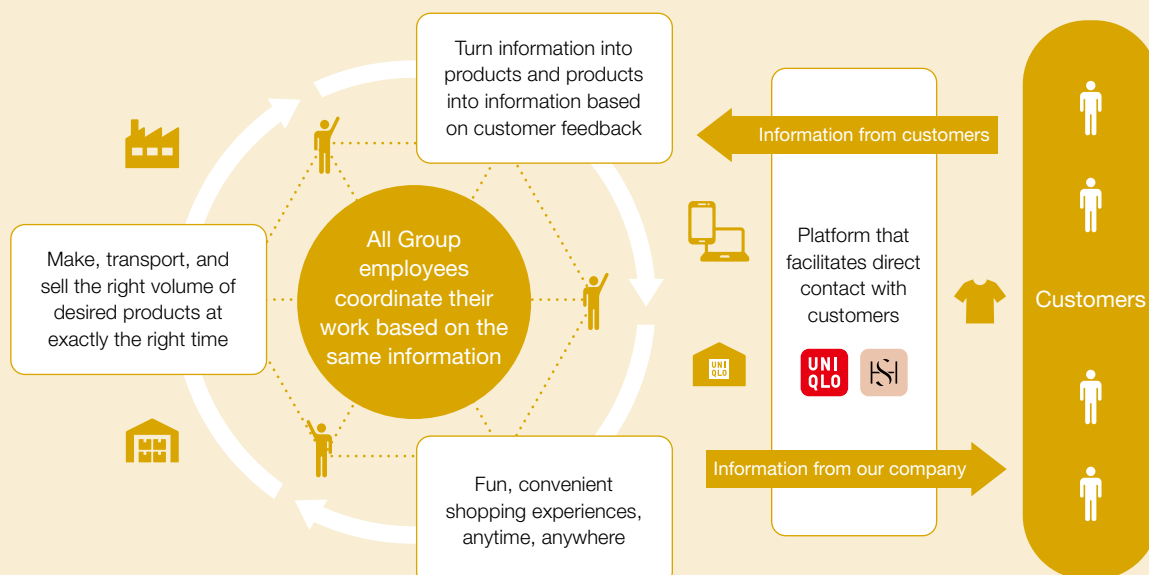 Turn information into
products and products
into information based
on customer feedback
Information from customers
Make, transport, and
sell the right volume of
desired products at
exactly the right time
All Group
employees
coordinate their
work based on the
same information
Platform that
facilitates direct
contact with
customers
Customers
UNI
QLO
UNI
QLO
Information from our company
Fun, convenient
shopping experiences,
anytime, anywhere